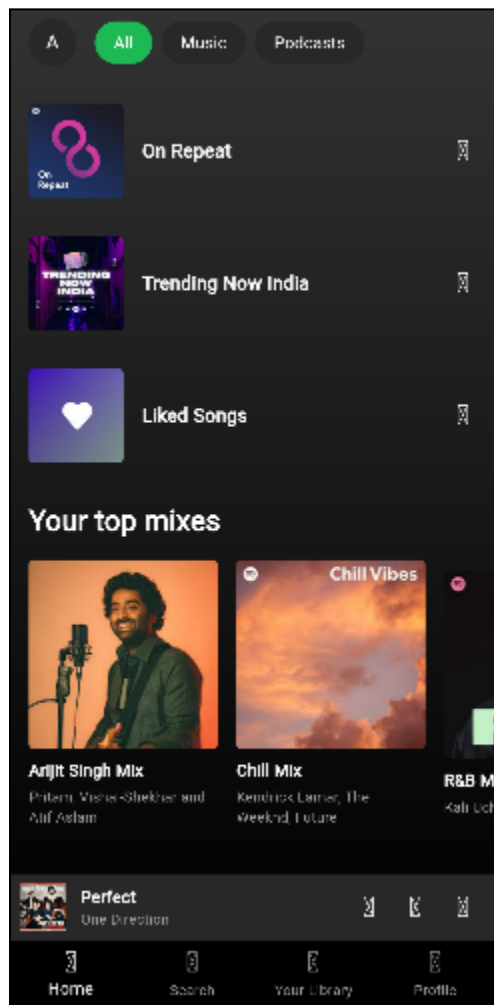 A All Music Podcasts
On
Repeat
On Repeat
TRENDING
NOW
INDIA
Trending Now India
Liked Songs
Your top mixes
Chill Vibes
Arijit Singh Mix
Pritam, Vishal-Shekhar and
Atif Aslam
Chill Mix
Kendrick Lamar, The
Weeknd, Future
R&B M
Kali Uch
Perfect
One Direction
Home Search Your Library Profile